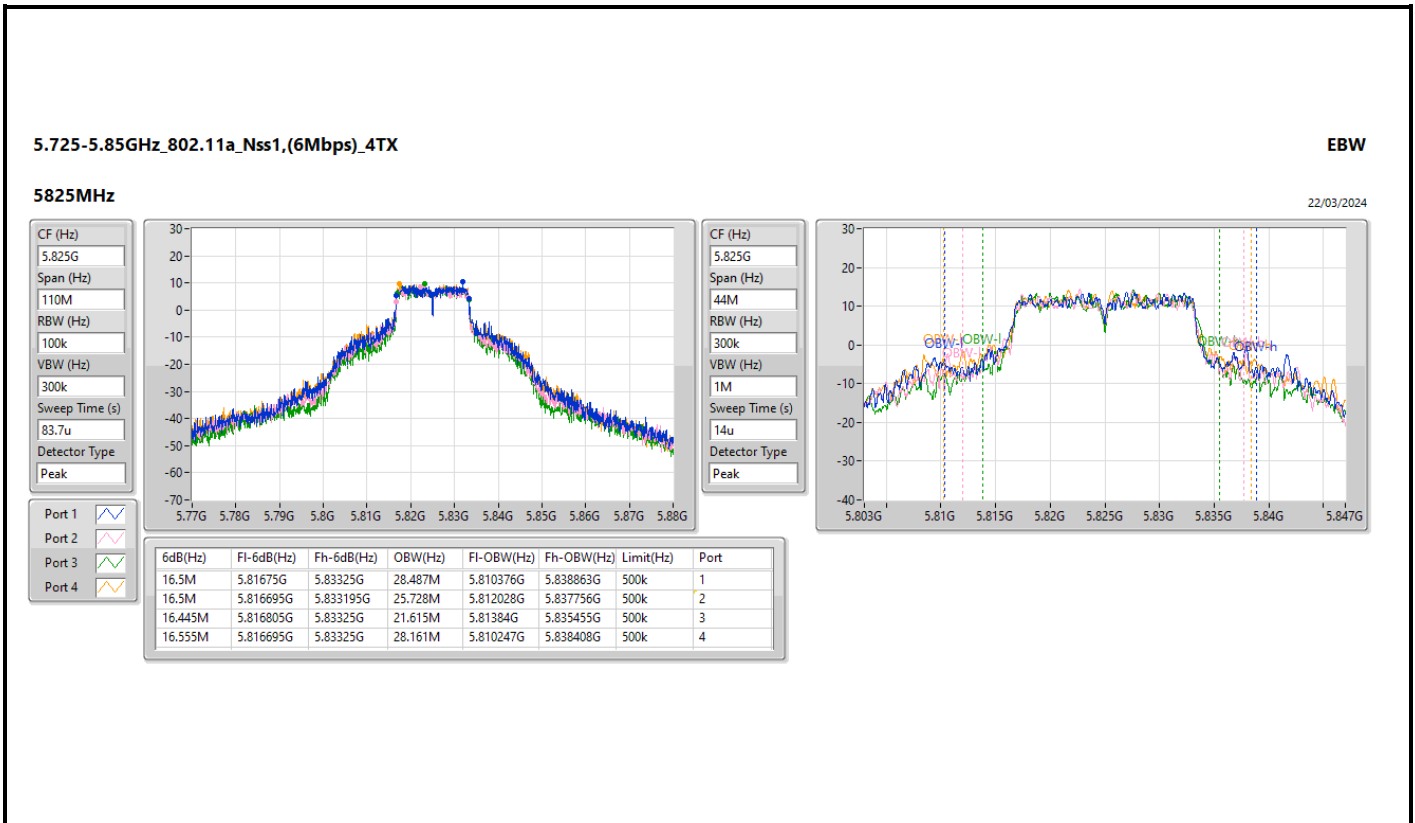 5.725-5.85GHz_802.11a_Nss1,(6Mbps)_4TX EBW
5825MHz 22/03/2024
CF (Hz)
5.825G
Span (Hz)
110M
RBW (Hz)
100k
VBW (Hz)
300k
Sweep Time (s)
83.7u
Detector Type
Peak
30
20
10
0
-10
-20
-30
-40
-50
-60
-70
5.77G 5.78G 5.79G 5.8G 5.81G 5.82G 5.83G 5.84G 5.85G 5.86G 5.87G 5.88G
CF (Hz)
5.825G
Span (Hz)
44M
RBW (Hz)
300k
VBW (Hz)
1M
Sweep Time (s)
14u
Detector Type
Peak
30
20
10
0
-10
-20
-30
-40
OBW-l OBW-l
OBW-h
5.803G 5.81G 5.815G 5.82G 5.825G 5.83G 5.835G 5.84G 5.847G
Port 1
Port 2
Port 3
Port 4
6dB(Hz) Fl-6dB(Hz) Fh-6dB(Hz) OBW(Hz) Fl-OBW(Hz) Fh-OBW(Hz) Limit(Hz) Port
16.5M 5.81675G 5.83325G 28.487M 5.810376G 5.838863G 500k 1
16.5M 5.816695G 5.833195G 25.728M 5.812028G 5.837756G 500k 2
16.445M 5.816805G 5.83325G 21.615M 5.81384G 5.835455G 500k 3
16.555M 5.816695G 5.83325G 28.161M 5.810247G 5.838408G 500k 4